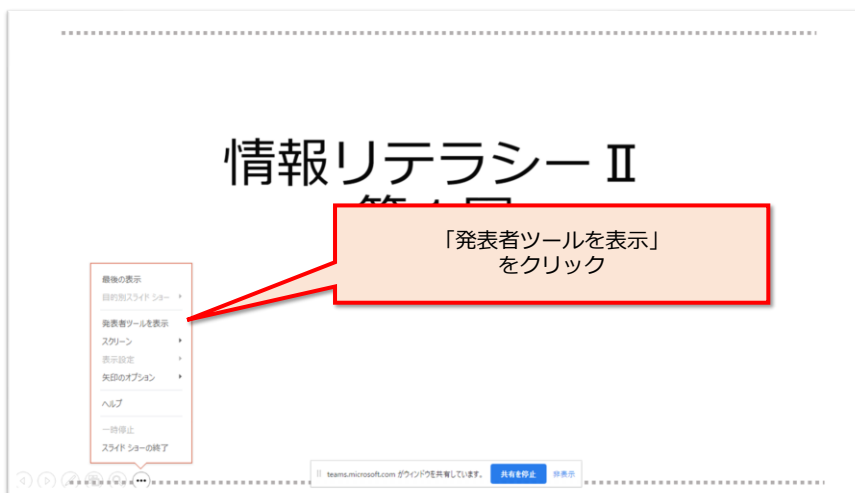 情報リテラシーⅡ
「発表者ツールを表示」
をクリック
最後の表示
目的別スライド ショー
発表者ツールを表示
スクリーン
表示設定
矢印のオプション
ヘルプ
一時停止
スライド ショーの終了
teams.microsoft.com がウィンドウを共有しています。 共有を停止 非表示